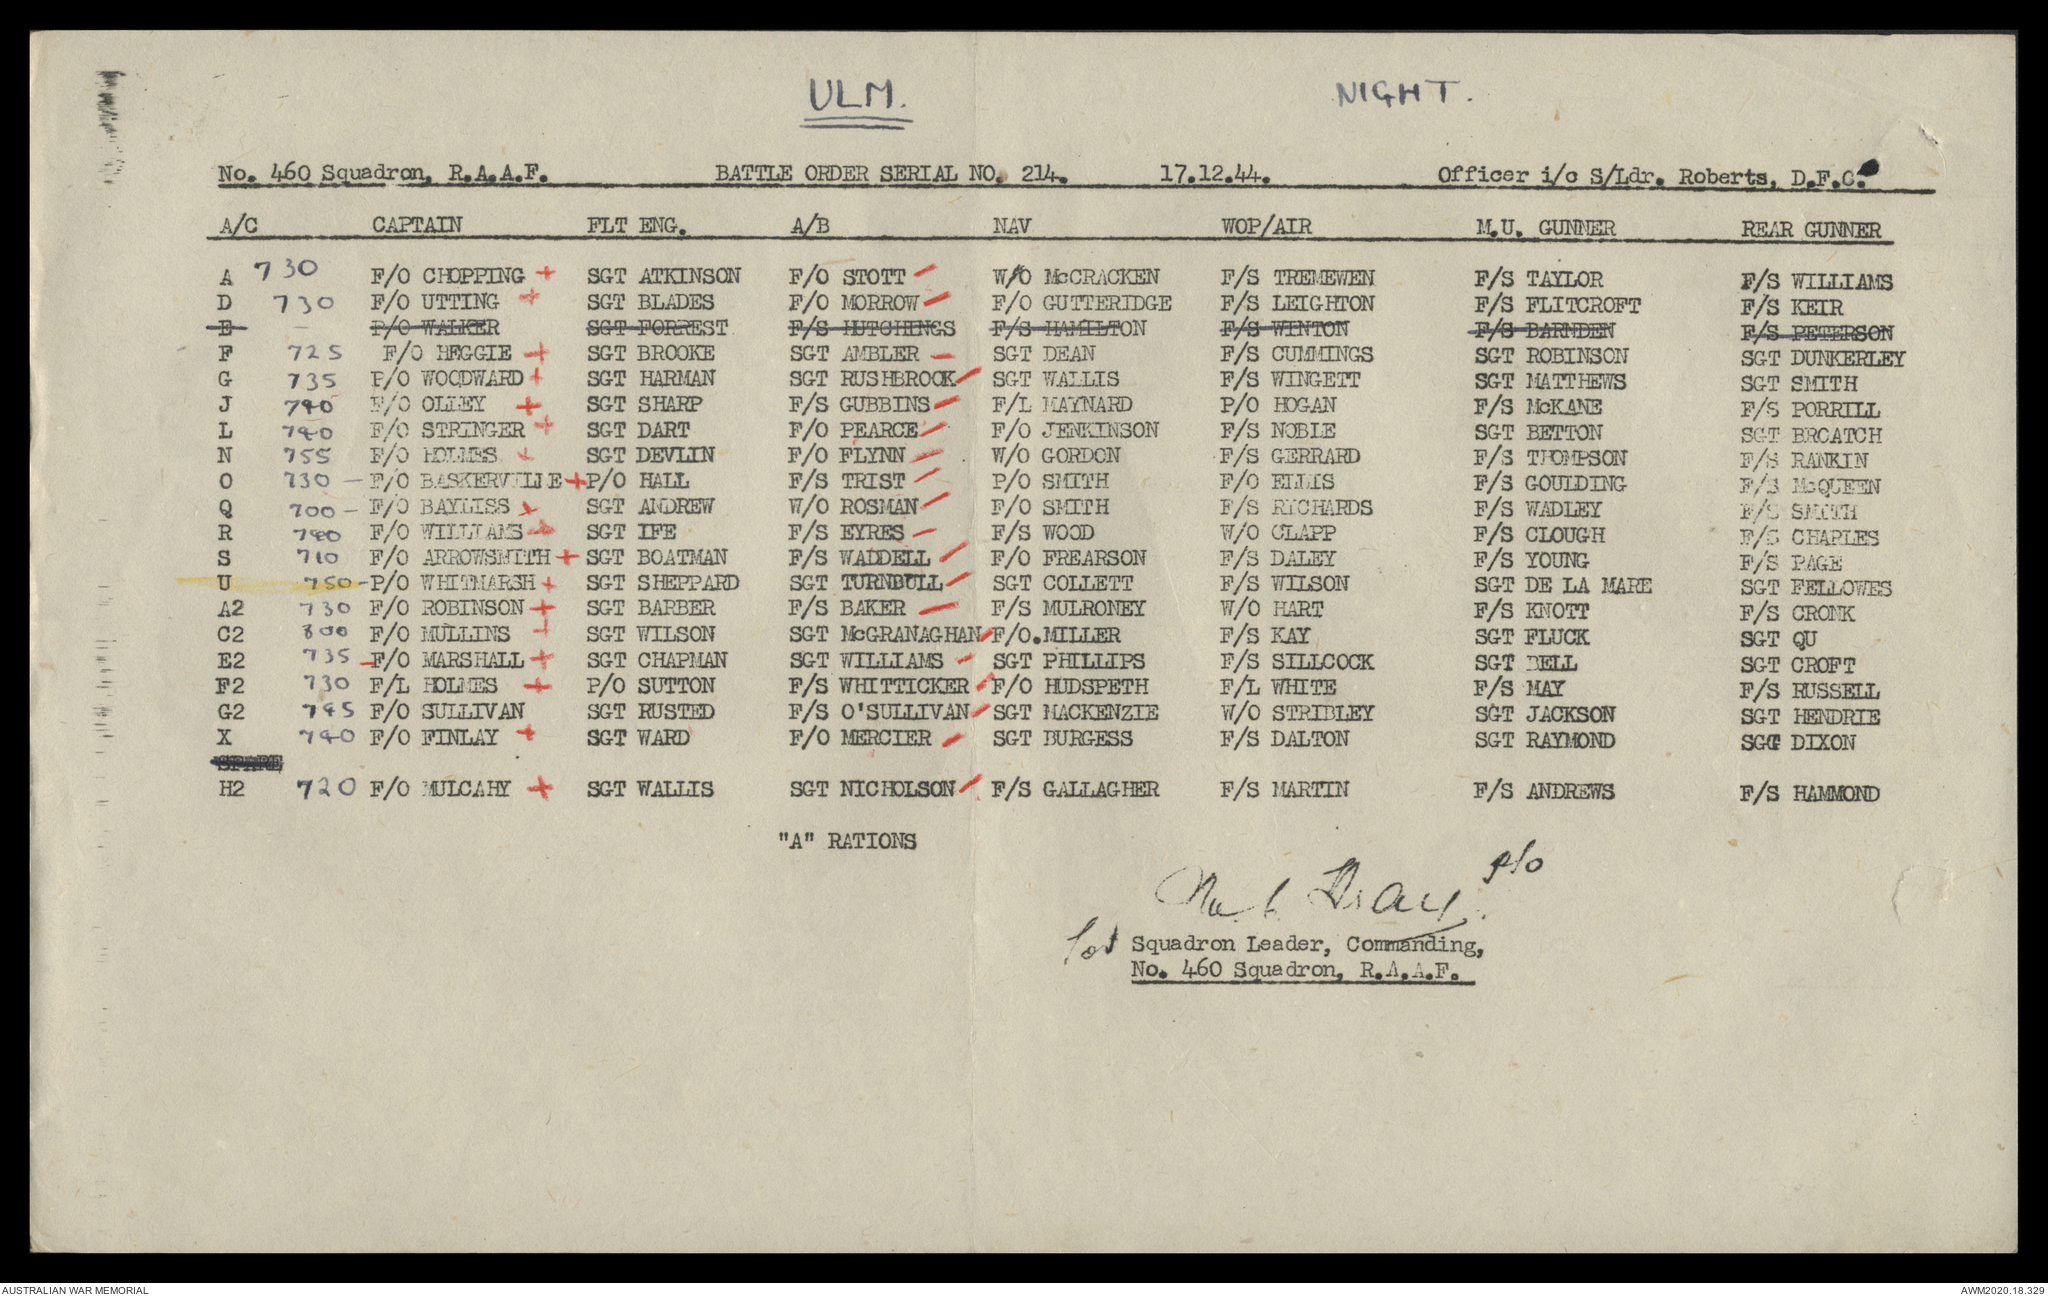 ULM. NIGHT.
No. 460 Squadron, R.A.A.F. BATTLE ORDER SERIAL NO. 214. 17.12.44. Officer i/c S/Ldr. Roberts, D.F.C.
A/C CAPTAIN FLT ENG. A/B NAV WOP/AIR M.U. GUNNER REAR GUNNER
A 730 F/O CHOPPING + SGT ATKINSON F/O STOTT W/O McCRACKEN F/S TREMEWEN F/S TAYLOR F/S WILLIAMS
D 730 F/O UTTING + SGT BLADES F/O MORROW F/O GUTTERIDGE F/S LEIGHTON F/S FLITCROFT F/S KEIR
E – P/O WALKER SGT FORREST F/S HUTCHINGS F/S HAMILTON F/S WINTON F/S BARNDEN F/S PETERSON
F 725 F/O HEGGIE + SGT BROOKE SGT AMBLER SGT DEAN F/S CUMMINGS SGT ROBINSON SGT DUNKERLEY
G 735 P/O WOODWARD + SGT HARMAN SGT RUSHBROOK SGT WALLIS F/S WINGETT SGT MATTHEWS SGT SMITH
J 740 F/O OLLEY + SGT SHARP F/S GUBBINS F/L MAYNARD P/O HOGAN F/S McKANE F/S PORRILL
L 740 F/O STRINGER + SGT DART F/O PEARCE F/O JENKINSON F/S NOBLE SGT BETTON SGT BROATCH
N 755 F/O HOLMES + SGT DEVLIN F/O FLYNN W/O GORDON F/S GERRARD F/S THOMPSON F/S RANKIN
O 730 – F/O BASKERVILLE + P/O HALL F/S TRIST P/O SMITH F/O ELLIS F/S GOULDING F/S McQUEEN
Q 700 – F/O BAYLISS + SGT ANDREW W/O ROSMAN F/O SMITH F/S RICHARDS F/S WADLEY F/S SMITH
R 740 F/O WILLIAMS + SGT IFE F/S EYRES F/S WOOD W/O CLAPP F/S CLOUGH F/S CHARLES
S 710 F/O ARROWSMITH + SGT BOATMAN F/S WADDELL F/O FREARSON F/S DALEY F/S YOUNG F/S PAGE
U 750 – P/O WHITMARSH + SGT SHEPPARD SGT TURNBULL SGT COLLETT F/S WILSON SGT DE LA MARE SGT FELLOWES
A2 730 F/O ROBINSON + SGT BARBER F/S BAKER F/S MULRONEY W/O HART F/S KNOTT F/S CRONK
C2 800 F/O MULLINS + SGT WILSON SGT McGRANAGHAN F/O.MILLER F/S KAY SGT FLUCK SGT QU
E2 735 F/O MARSHALL + SGT CHAPMAN SGT WILLIAMS SGT PHILLIPS F/S SILLCOCK SGT BELL SGT CROFT
F2 730 F/L HOLMES + P/O SUTTON F/S WHITTICKER F/O HUDSPETH F/L WHITE F/S MAY F/S RUSSELL
G2 745 F/O SULLIVAN SGT RUSTED F/S O'SULLIVAN SGT MACKENZIE W/O STRIBLEY SGT JACKSON SGT HENDRIE
X 740 F/O FINLAY + SGT WARD F/O MERCIER SGT BURGESS F/S DALTON SGT RAYMOND SGT DIXON
SPARE
H2 720 F/O MULCAHY + SGT WALLIS SGT NICHOLSON F/S GALLAGHER F/S MARTIN F/S ANDREWS F/S HAMMOND
"A" RATIONS
for Squadron Leader, Commanding,
No. 460 Squadron, R.A.A.F.
AUSTRALIAN WAR MEMORIAL AWM2020.18.329